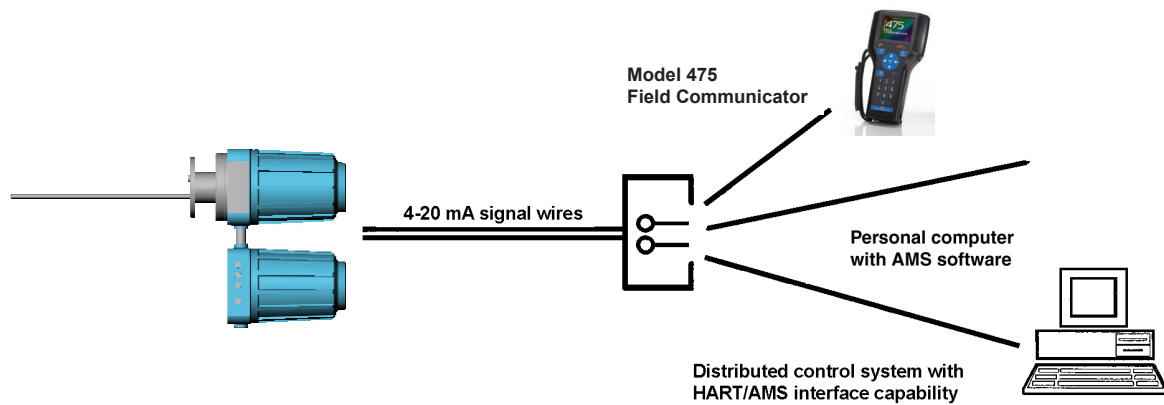 475
Model 475
Field Communicator
4-20 mA signal wires
Personal computer
with AMS software
Distributed control system with
HART/AMS interface capability